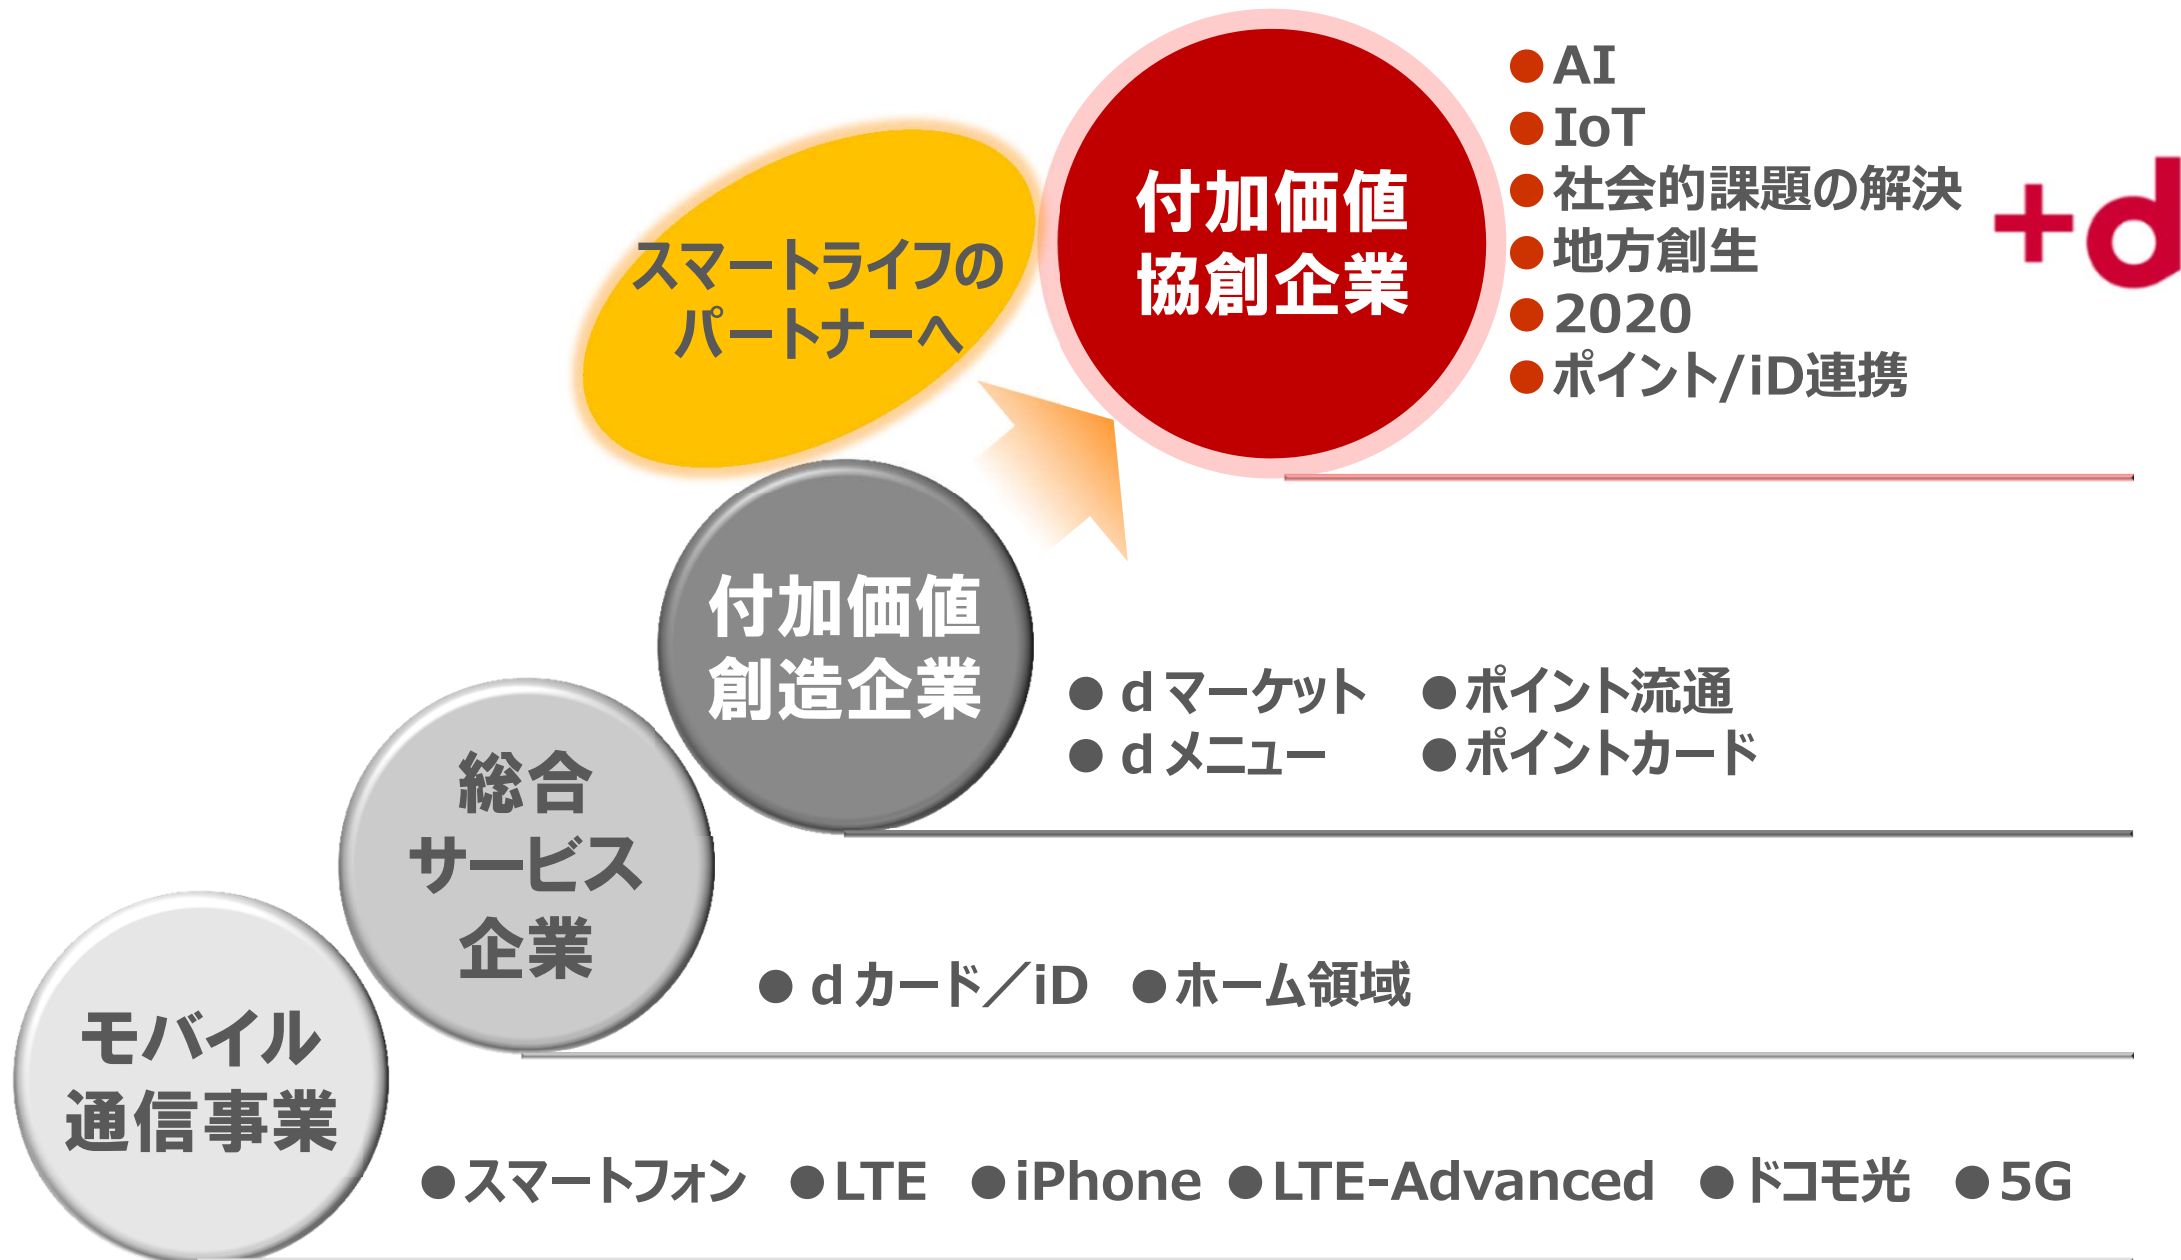 ●AI
●IoT
●社会的課題の解決
●地方創生
●2020
●ポイント/iD連携
+d
付加価値
協創企業
スマートライフの
パートナーへ
付加価値
創造企業
●dマーケット ●ポイント流通
●dメニュー ●ポイントカード
総合
サービス
企業
●dカード／iD ●ホーム領域
モバイル
通信事業
●スマートフォン ●LTE ●iPhone ●LTE-Advanced ●ドコモ光 ●5G